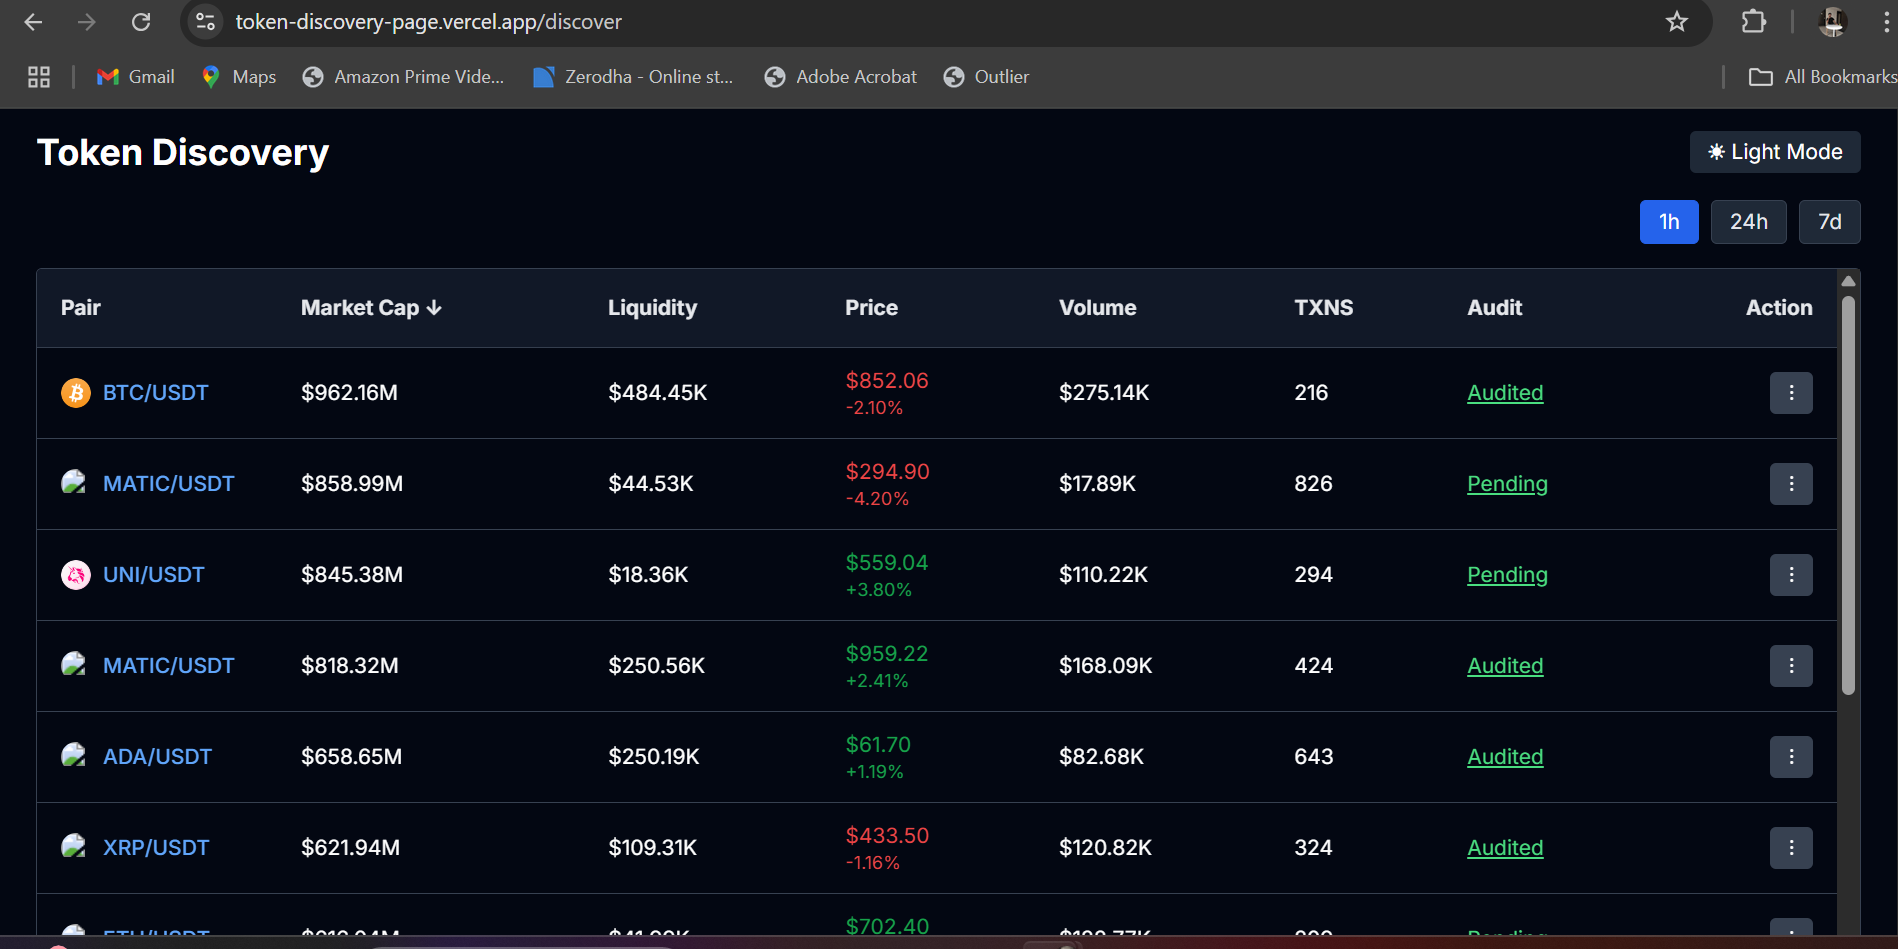 token-discovery-page.vercel.app/discover
Gmail Maps Amazon Prime Vide... Zerodha - Online st... Adobe Acrobat Outlier All Bookmarks
Token Discovery
☀ Light Mode
1h 24h 7d
Pair Market Cap ↓ Liquidity Price Volume TXNS Audit Action
BTC/USDT $962.16M $484.45K $852.06 $275.14K 216 Audited
-2.10%
MATIC/USDT $858.99M $44.53K $294.90 $17.89K 826 Pending
-4.20%
UNI/USDT $845.38M $18.36K $559.04 $110.22K 294 Pending
+3.80%
MATIC/USDT $818.32M $250.56K $959.22 $168.09K 424 Audited
+2.41%
ADA/USDT $658.65M $250.19K $61.70 $82.68K 643 Audited
+1.19%
XRP/USDT $621.94M $109.31K $433.50 $120.82K 324 Audited
-1.16%
ETH/USDT $702.40 Pending